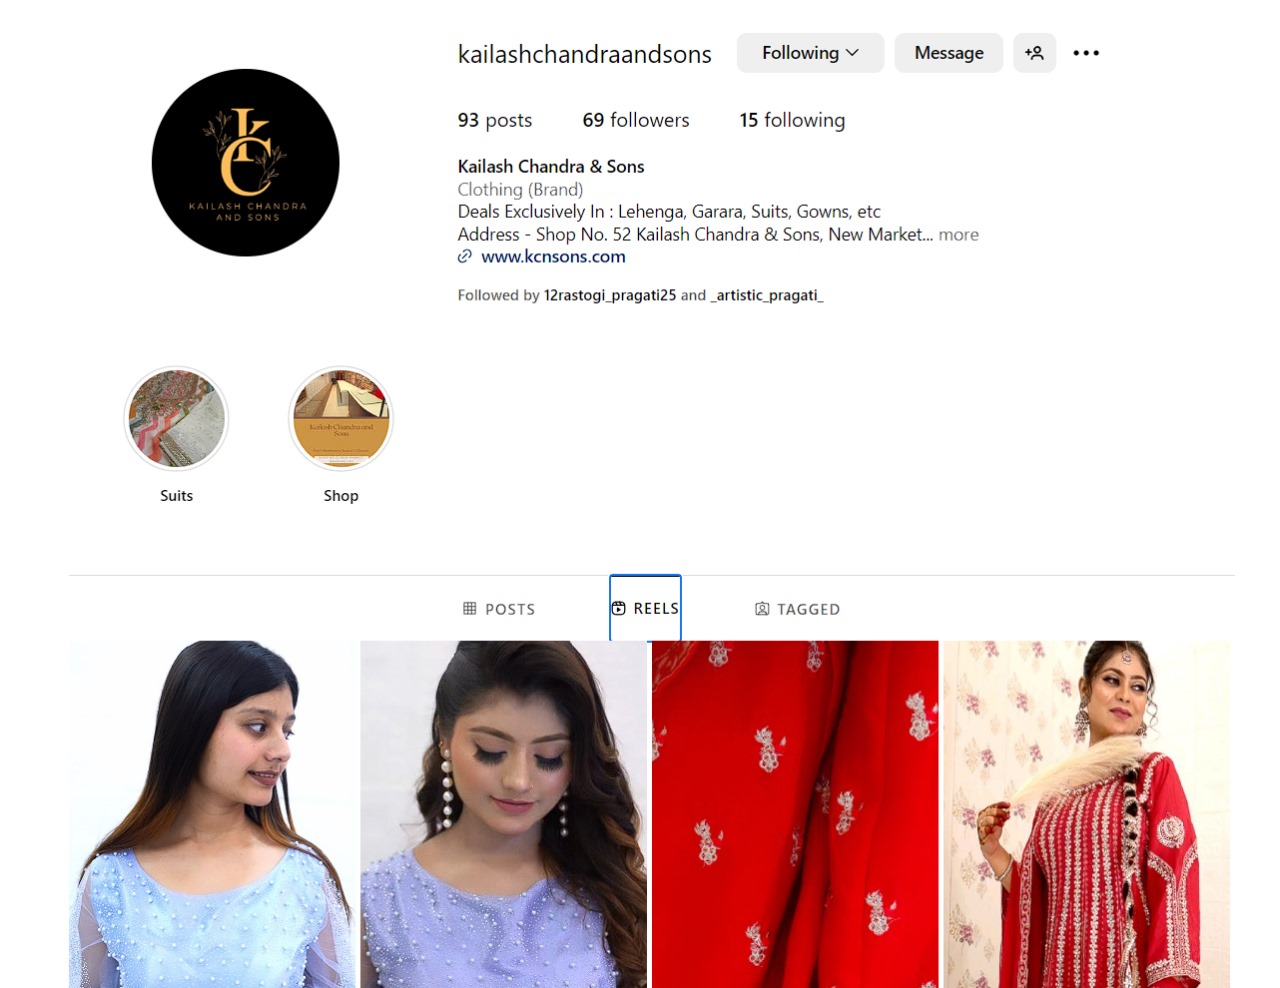 kailashchandraandsons
Following
Message
93 posts
69 followers
15 following
KC
KAILASH CHANDRA
AND SONS
Kailash Chandra & Sons
Clothing (Brand)
Deals Exclusively In : Lehenga, Garara, Suits, Gowns, etc
Address - Shop No. 52 Kailash Chandra & Sons, New Market... more
www.kcnsons.com
Followed by 12rastogi_pragati25 and _artistic_pragati_
Kailash Chandra and
Sons
Suits
Shop
POSTS
REELS
TAGGED